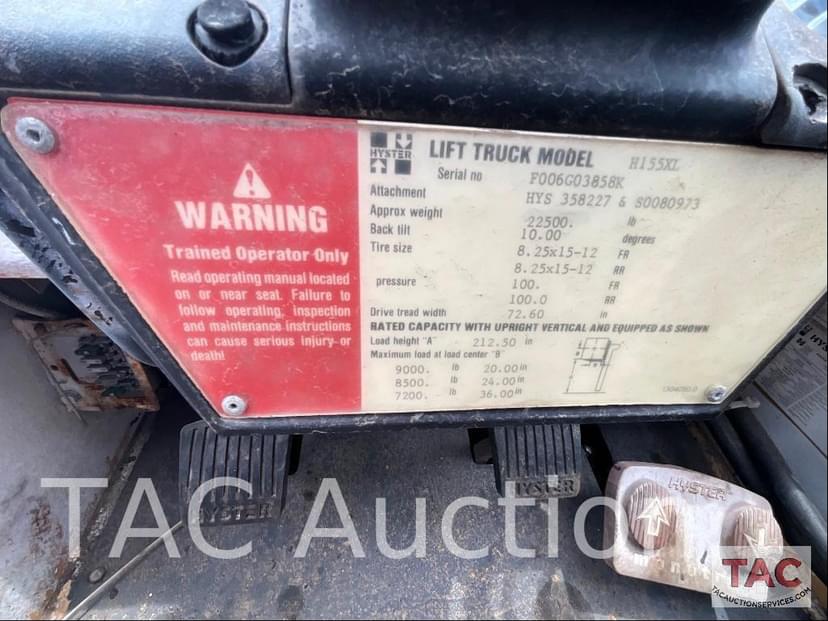 WARNING
Trained Operator Only
Read operating manual located
on or near seat. Failure to
follow operating, inspection
and maintenance instructions
can cause serious injury or
death!
HYSTER
LIFT TRUCK MODEL H155XL
Serial no F006G03858K
Attachment HYS 358227 & S0080973
Approx weight 22500. lb
Back tilt 10.00 degrees
Tire size 8.25x15-12 FR
8.25x15-12 RR
pressure 100. FR
100.0 RR
Drive tread width 72.60 in
RATED CAPACITY WITH UPRIGHT VERTICAL AND EQUIPPED AS SHOWN
Load height "A" 212.50 in
Maximum load at load center "B"
9000. lb 20.00 in
8500. lb 24.00 in
7200. lb 36.00 in
HYSTER
HYSTER
HYSTER
TAC Auction
TAC
TACAUCTIONSERVICES.COM
TAC
TACAUCTIONSERVICES.COM